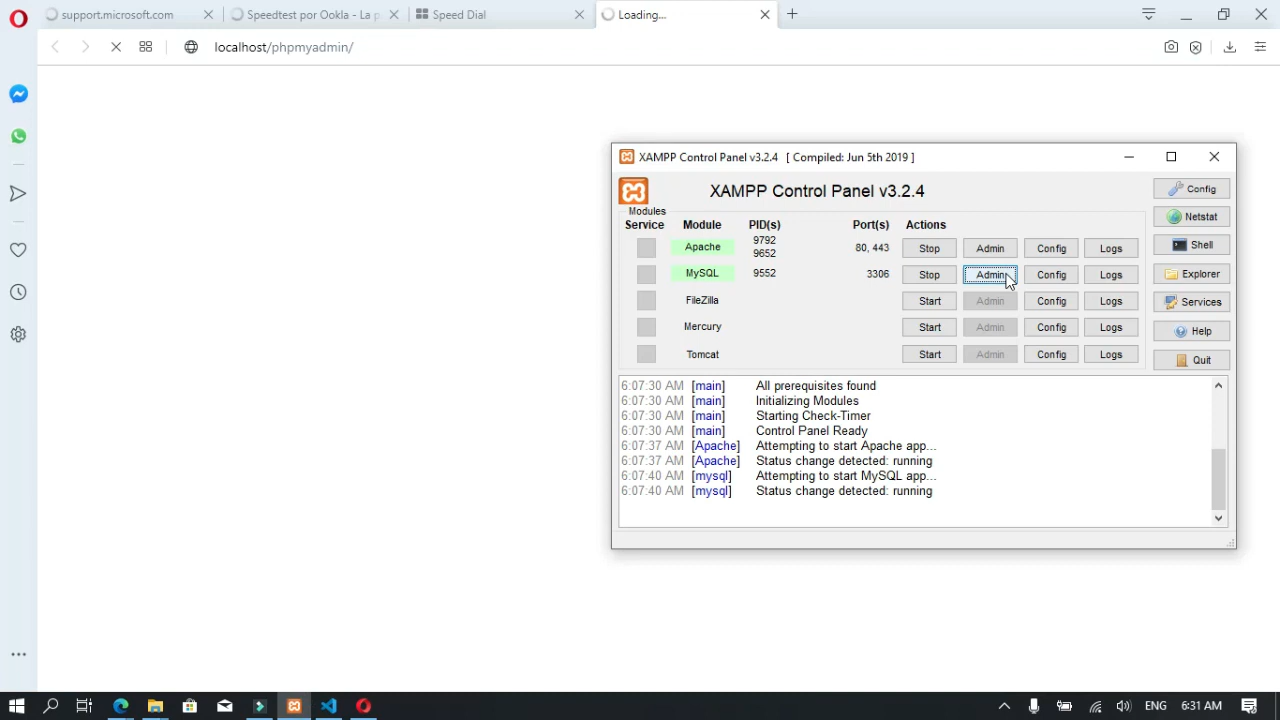 support.microsoft.com
Speedtest por Ookla - La p
Speed Dial
Loading...
localhost/phpmyadmin/
XAMPP Control Panel v3.2.4 [ Compiled: Jun 5th 2019 ]
XAMPP Control Panel v3.2.4
Config
Modules
Service Module PID(s) Port(s) Actions
Netstat
Apache 9792 9652 80, 443 Stop Admin Config Logs
Shell
MySQL 9552 3306 Stop Admin Config Logs
Explorer
FileZilla Start Admin Config Logs
Services
Mercury Start Admin Config Logs
Help
Tomcat Start Admin Config Logs
Quit
6:07:30 AM [main] All prerequisites found
6:07:30 AM [main] Initializing Modules
6:07:30 AM [main] Starting Check-Timer
6:07:30 AM [main] Control Panel Ready
6:07:37 AM [Apache] Attempting to start Apache app...
6:07:37 AM [Apache] Status change detected: running
6:07:40 AM [mysql] Attempting to start MySQL app...
6:07:40 AM [mysql] Status change detected: running
ENG 6:31 AM